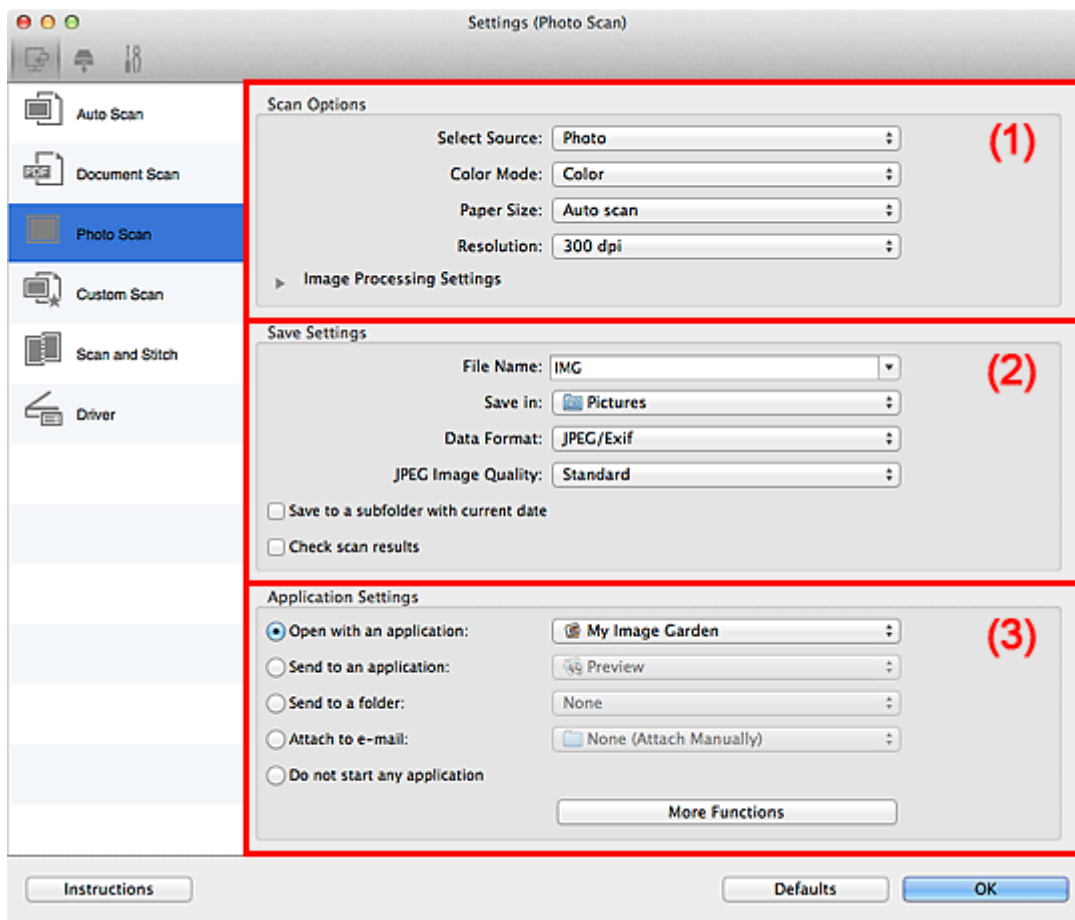 Settings (Photo Scan)
Auto Scan
PDF
Document Scan
Photo Scan
Custom Scan
Scan and Stitch
Driver
Scan Options
(1)
Select Source: Photo
Color Mode: Color
Paper Size: Auto scan
Resolution: 300 dpi
Image Processing Settings
Save Settings
(2)
File Name: IMG
Save in: Pictures
Data Format: JPEG/Exif
JPEG Image Quality: Standard
Save to a subfolder with current date
Check scan results
Application Settings
(3)
Open with an application: My Image Garden
Send to an application: Preview
Send to a folder: None
Attach to e-mail: None (Attach Manually)
Do not start any application
More Functions
Instructions
Defaults
OK